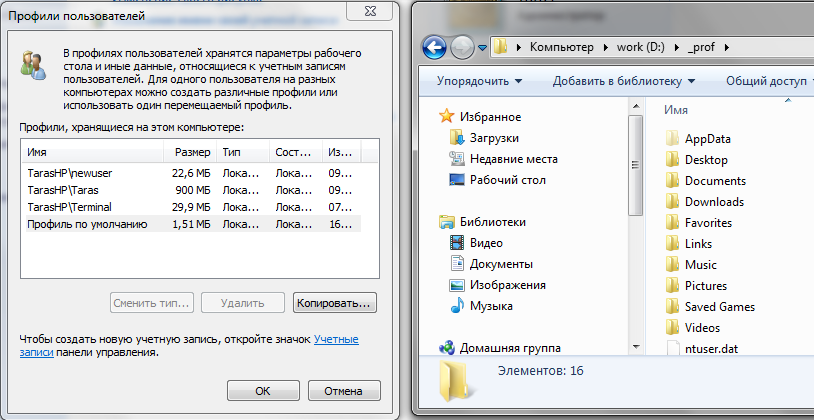 Профили пользователей
В профилях пользователей хранятся параметры рабочего
стола и иные данные, относящиеся к учетным записям
пользователей. Для одного пользователя на разных
компьютерах можно создать различные профили или
использовать один перемещаемый профиль.
Профили, хранящиеся на этом компьютере:
Имя Размер Тип Сост... Из...
TarasHP\newuser 22,6 МБ Лока... Лока... 09...
TarasHP\Taras 900 МБ Лока... Лока... 09...
TarasHP\Terminal 29,9 МБ Лока... Лока... 07...
Профиль по умолчанию 1,51 МБ Лока... Лока... 16...
Сменить тип... Удалить Копировать...
Чтобы создать новую учетную запись, откройте значок Учетные
записи панели управления.
ОК Отмена
Компьютер work (D:) _prof
Упорядочить Добавить в библиотеку Общий доступ
Избранное
Загрузки
Недавние места
Рабочий стол
Библиотеки
Видео
Документы
Изображения
Музыка
Домашняя группа
Имя
AppData
Desktop
Documents
Downloads
Favorites
Links
Music
Pictures
Saved Games
Videos
ntuser.dat
Элементов: 16